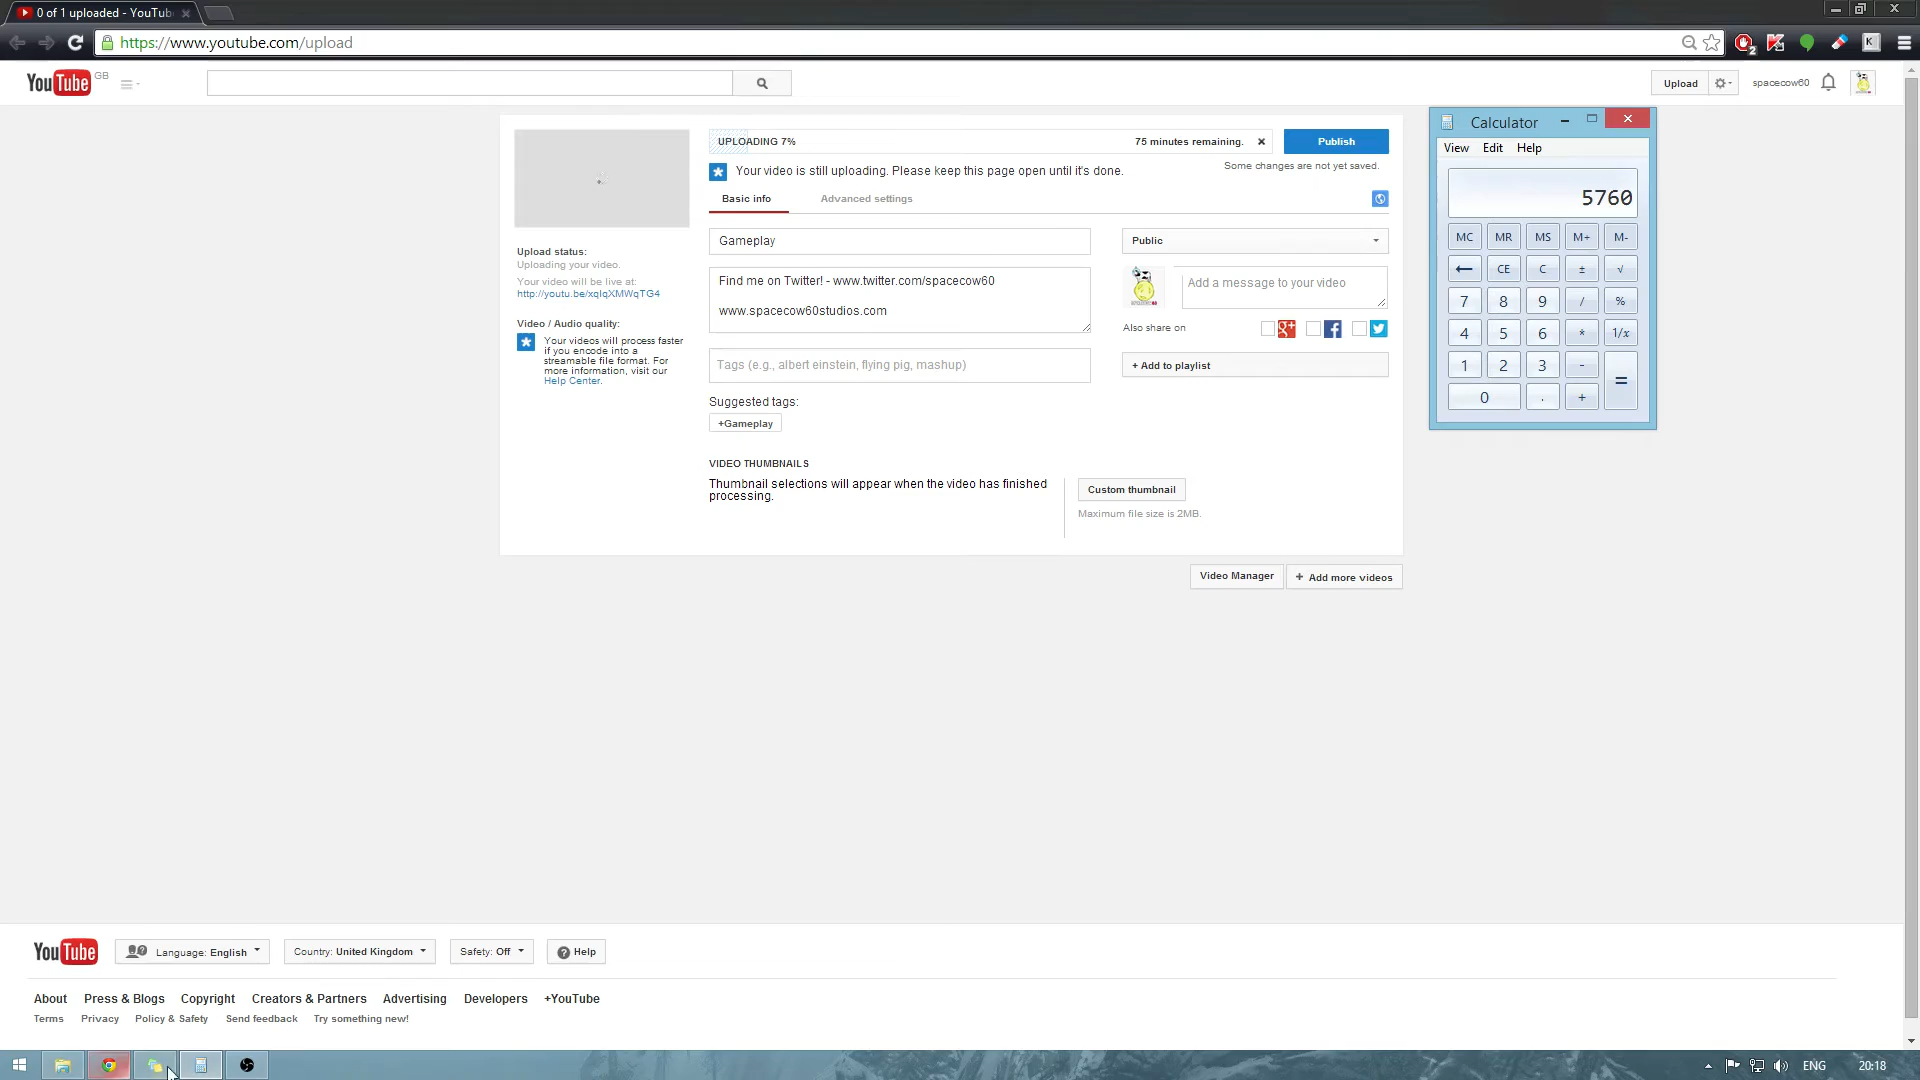 0 of 1 uploaded - YouTub
https://www.youtube.com/upload
2
K
YouTube GB
Upload
spacecow60
UPLOADING 7%
75 minutes remaining.
Publish
Your video is still uploading. Please keep this page open until it's done.
Some changes are not yet saved.
Basic info
Advanced settings
Upload status:
Uploading your video.
Your video will be live at:
http://youtu.be/xqIqXMWqTG4
Video / Audio quality:
Your videos will process faster
if you encode into a
streamable file format. For
more information, visit our
Help Center.
Gameplay
Find me on Twitter! - www.twitter.com/spacecow60
www.spacecow60studios.com
Tags (e.g., albert einstein, flying pig, mashup)
Suggested tags:
+Gameplay
Public
Add a message to your video
Also share on
+ Add to playlist
VIDEO THUMBNAILS
Thumbnail selections will appear when the video has finished
processing.
Custom thumbnail
Maximum file size is 2MB.
Video Manager
+ Add more videos
Calculator
View Edit Help
5760
MC MR MS M+ M-
← CE C ± √
7 8 9 / %
4 5 6 * 1/x
1 2 3 - =
0 . +
YouTube
Language: English
Country: United Kingdom
Safety: Off
Help
About Press & Blogs Copyright Creators & Partners Advertising Developers +YouTube
Terms Privacy Policy & Safety Send feedback Try something new!
ENG
20:18